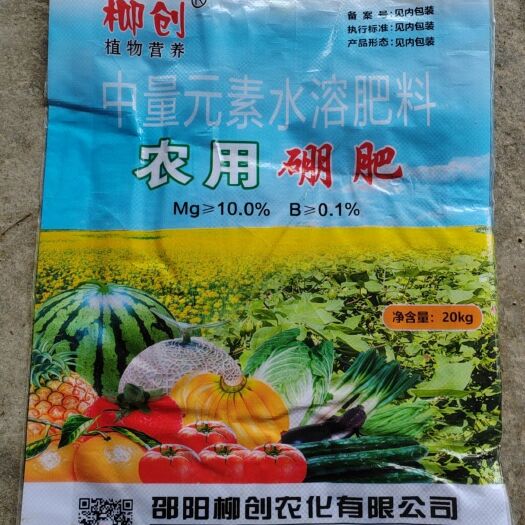 柳创®
植物营养
备案号:见内包装
执行标准:见内包装
产品形态:见内包装
中量元素水溶肥料
农用硼肥
Mg≥10.0% B≥0.1%
净含量: 20kg
邵阳柳创农化有限公司